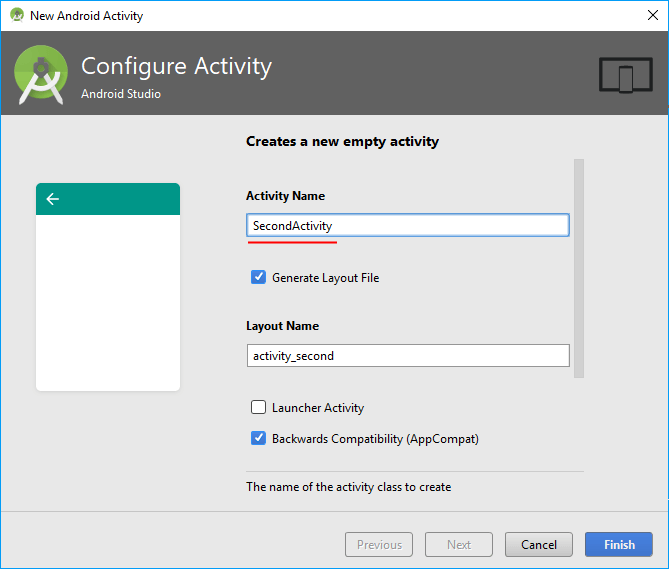 New Android Activity
Configure Activity
Android Studio
Creates a new empty activity
Activity Name
SecondActivity
Generate Layout File
Layout Name
activity_second
Launcher Activity
Backwards Compatibility (AppCompat)
The name of the activity class to create
Previous Next Cancel Finish